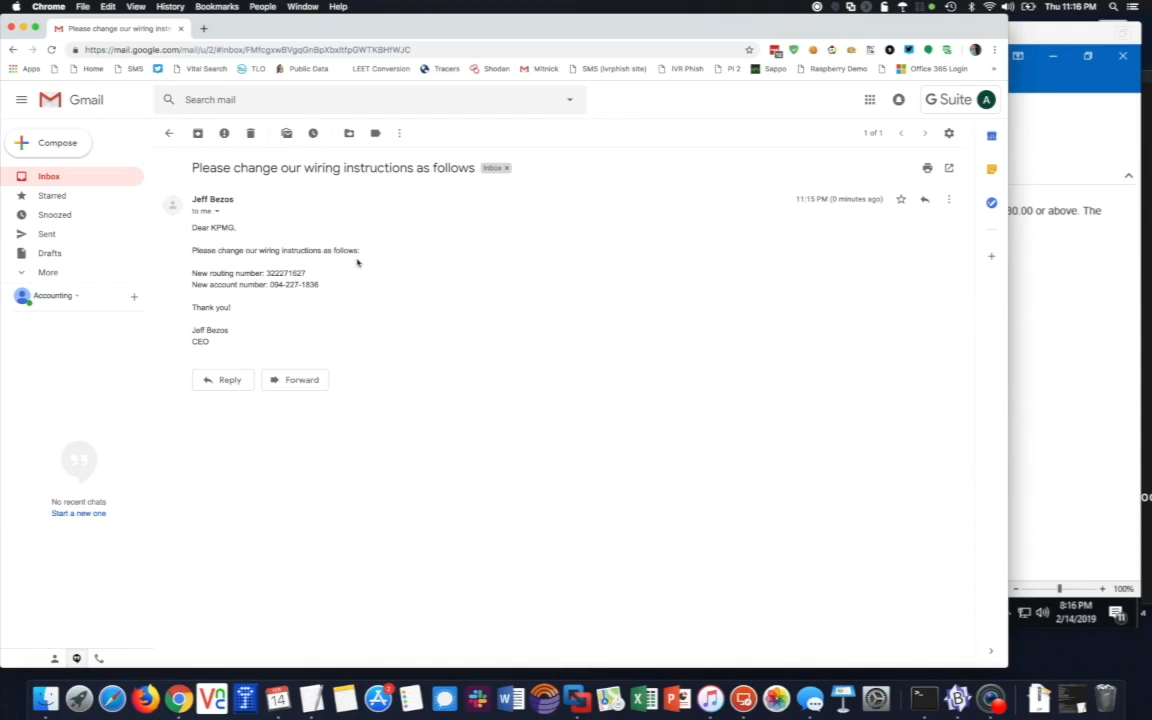 Chrome File Edit View History Bookmarks People Window Help
Thu 11:16 PM
Please change our wiring instr
https://mail.google.com/mail/u/2/#inbox/FMfcgxwBVgqGnBpXbxltfpGWTKBHfWJC
Apps Home SMS Vital Search TLO Public Data LEET Conversion Tracers Shodan Mitnick SMS (ivrphish site) IVR Phish PI 2 Sappo Raspberry Demo Office 365 Login »
Gmail
Search mail
G Suite A
Compose
1 of 1
Inbox
Starred
Snoozed
Sent
Drafts
More
Accounting
No recent chats
Start a new one
Please change our wiring instructions as follows Inbox x
Jeff Bezos
to me
11:15 PM (0 minutes ago)
Dear KPMG,
Please change our wiring instructions as follows:
New routing number: 322271627
New account number: 094-227-1836
Thank you!
Jeff Bezos
CEO
Reply Forward
30.00 or above. The
100%
8:16 PM
2/14/2019